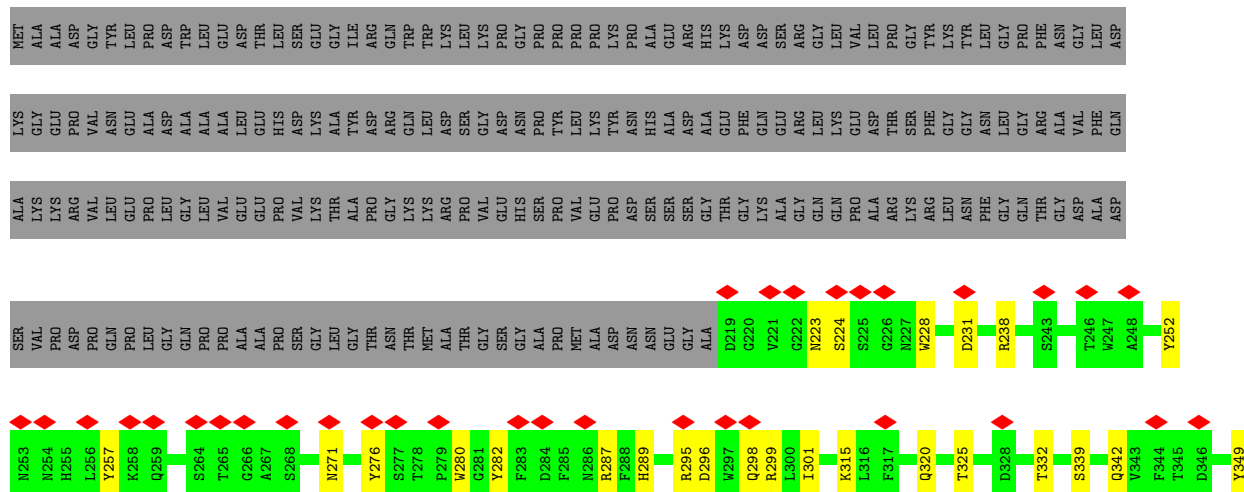 MET ALA ALA ASP GLY TYR LEU PRO ASP TRP LEU GLU ASP THR LEU SER GLU GLY ILE ARG GLN TRP TRP LYS LEU LYS PRO GLY PRO PRO PRO PRO LYS PRO ALA GLU ARG HIS LYS ASP ASP SER ARG GLY LEU VAL LEU PRO GLY TYR LYS TYR LEU GLY PRO PHE ASN GLY LEU ASP
LYS GLY GLU PRO VAL ASN GLU ALA ASP ALA ALA ALA LEU GLU HIS ASP LYS ALA TYR ASP ARG GLN LEU ASP SER GLY ASP ASN PRO TYR LEU LYS TYR ASN HIS ALA ASP ALA GLU PHE GLN GLU ARG LEU LYS GLU ASP THR SER PHE GLY GLY ASN LEU GLY ARG ALA VAL PHE GLN
ALA LYS LYS ARG VAL LEU GLU PRO LEU GLY LEU VAL GLU GLU PRO VAL LYS THR ALA PRO GLY LYS LYS ARG PRO VAL GLU HIS SER PRO VAL GLU PRO ASP SER SER SER GLY THR GLY LYS ALA GLY GLN GLN PRO ALA ARG LYS ARG LEU ASN PHE GLY GLN THR GLY ASP ALA ASP
SER VAL PRO ASP PRO GLN PRO LEU GLY GLN PRO PRO ALA ALA PRO SER GLY LEU GLY THR ASN THR MET ALA THR GLY SER GLY ALA PRO MET ALA ASP ASN ASN GLU GLY ALA D219 G220 V221 G222 N223 S224 S225 G226 N227 W228 D231 R238 S243 T246 W247 A248 Y252
N253 N254 H255 L256 Y257 K258 Q259 S264 T265 G266 A267 S268 N271 Y276 S277 T278 P279 W280 G281 Y282 F283 D284 F285 N286 R287 F288 H289 R295 D296 W297 Q298 R299 L300 I301 K315 L316 F317 Q320 T325 D328 T332 S339 Q342 V343 F344 T345 D346 Y349